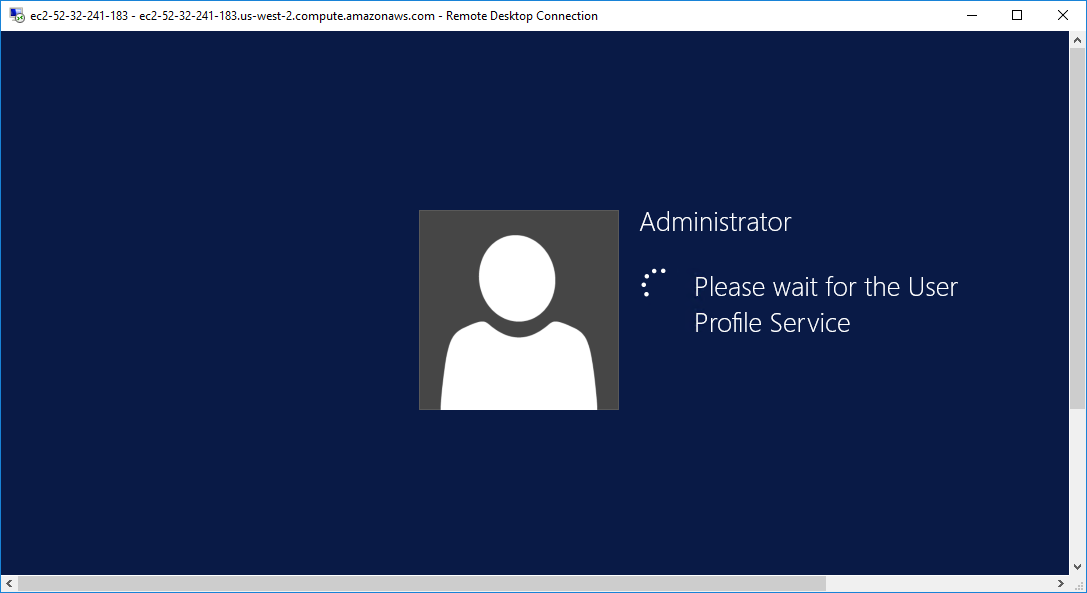 ec2-52-32-241-183 - ec2-52-32-241-183.us-west-2.compute.amazonaws.com - Remote Desktop Connection
Administrator
Please wait for the User
Profile Service